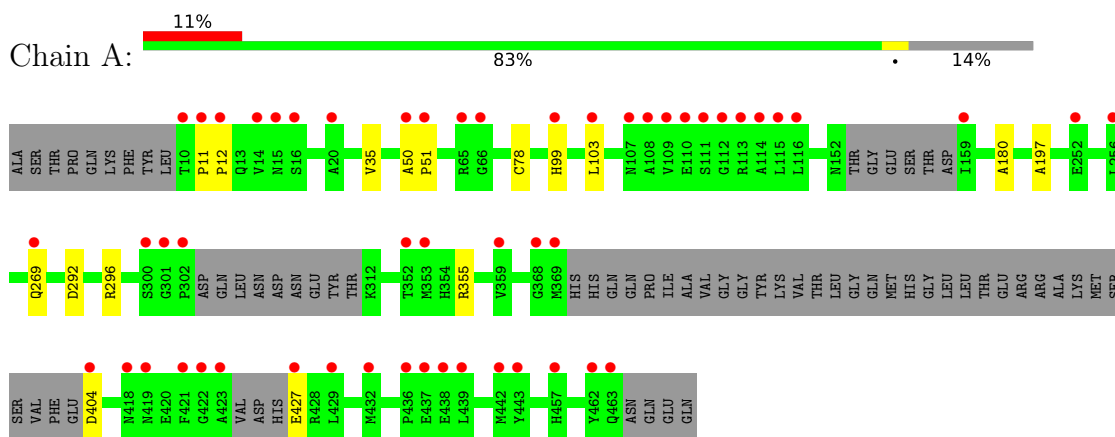 11%
Chain A:
83% • 14%
ALA SER THR PRO GLN LYS PHE TYR LEU T10 P11 P12 Q13 V14 N15 S16 A20 V35 A50 P51 R65 G66 C78 H99 L103 N107 A108 V109 E110 S111 G112 R113 A114 L115 L116 N152 THR GLY GLU SER THR ASP I159 A180 A197 E252 L256
Q269 D292 R296 S300 G301 P302 ASP GLN LEU ASN ASP ASN GLU TYR THR K312 T352 M353 H354 R355 V359 G368 M369 HIS HIS GLN GLN PRO ILE ALA VAL GLY GLY TYR LYS VAL THR LEU GLY GLN MET HIS GLY LEU LEU THR GLU ARG ARG ALA LYS MET SER
SER VAL PHE GLU D404 N418 N419 E420 F421 G422 A423 VAL ASP HIS E427 R428 L429 M432 P436 E437 E438 L439 M442 Y443 H457 Y462 Q463 ASN GLN GLU GLN